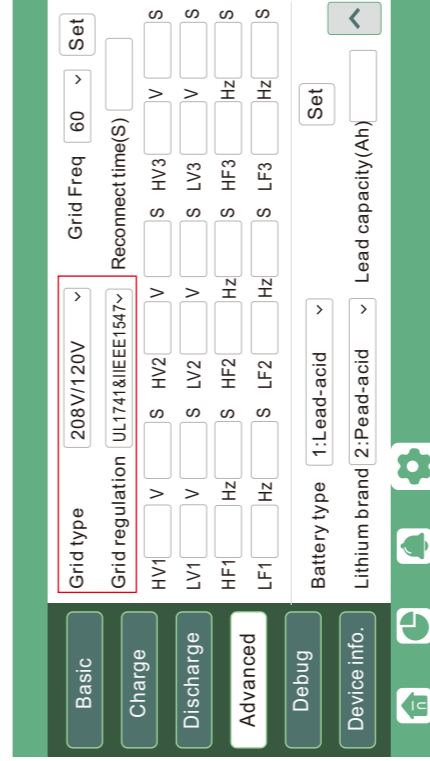 Basic
Charge
Discharge
Advanced
Debug
Device info.
Grid type 208V/120V Grid Freq 60 Set
Grid regulation UL1741&IIEEE1547 Reconnect time(S)
HV1 V S HV2 V S HV3 V S
LV1 V S LV2 V S LV3 V S
HF1 Hz S HF2 Hz S HF3 Hz S
LF1 Hz S LF2 Hz S LF3 Hz S
Battery type 1:Lead-acid Set
Lithium brand 2:Pead-acid Lead capacity(Ah)